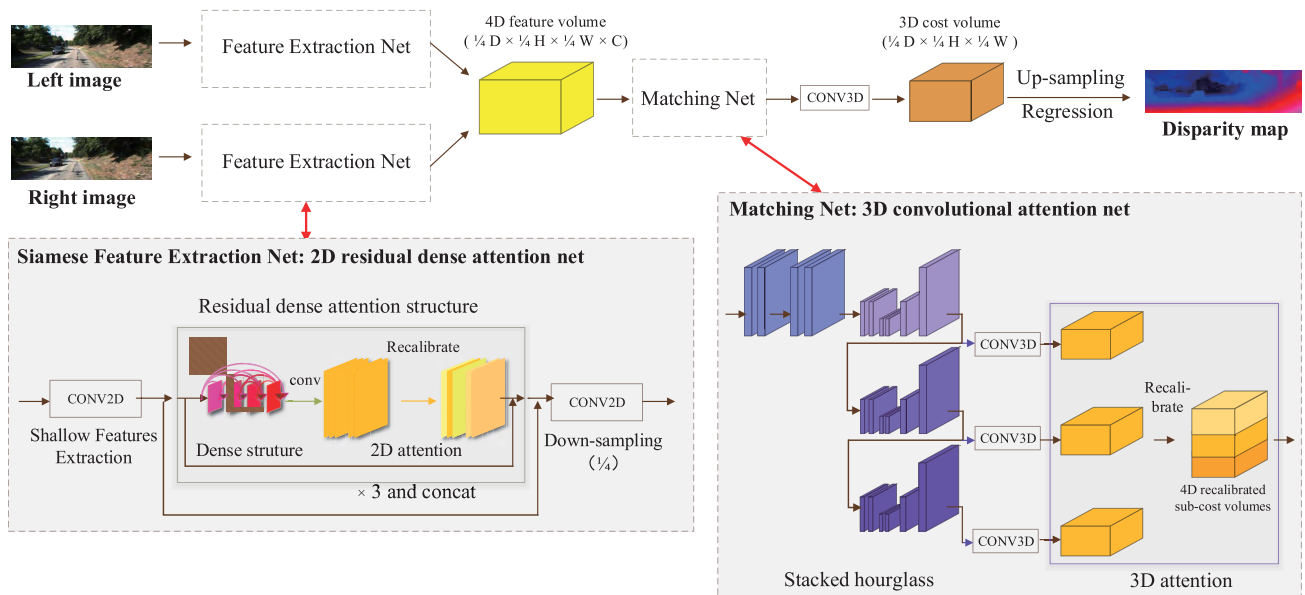 Left image
Feature Extraction Net
4D feature volume
( ¼ D × ¼ H × ¼ W × C)
Matching Net
CONV3D
3D cost volume
(¼ D × ¼ H × ¼ W )
Up-sampling
Regression
Disparity map
Right image
Feature Extraction Net
Siamese Feature Extraction Net: 2D residual dense attention net
Residual dense attention structure
Recalibrate
conv
CONV2D
Shallow Features
Extraction
Dense struture
2D attention
CONV2D
Down-sampling
(¼)
× 3 and concat
Matching Net: 3D convolutional attention net
CONV3D
CONV3D
CONV3D
Recali-
brate
4D recalibrated
sub-cost volumes
Stacked hourglass
3D attention